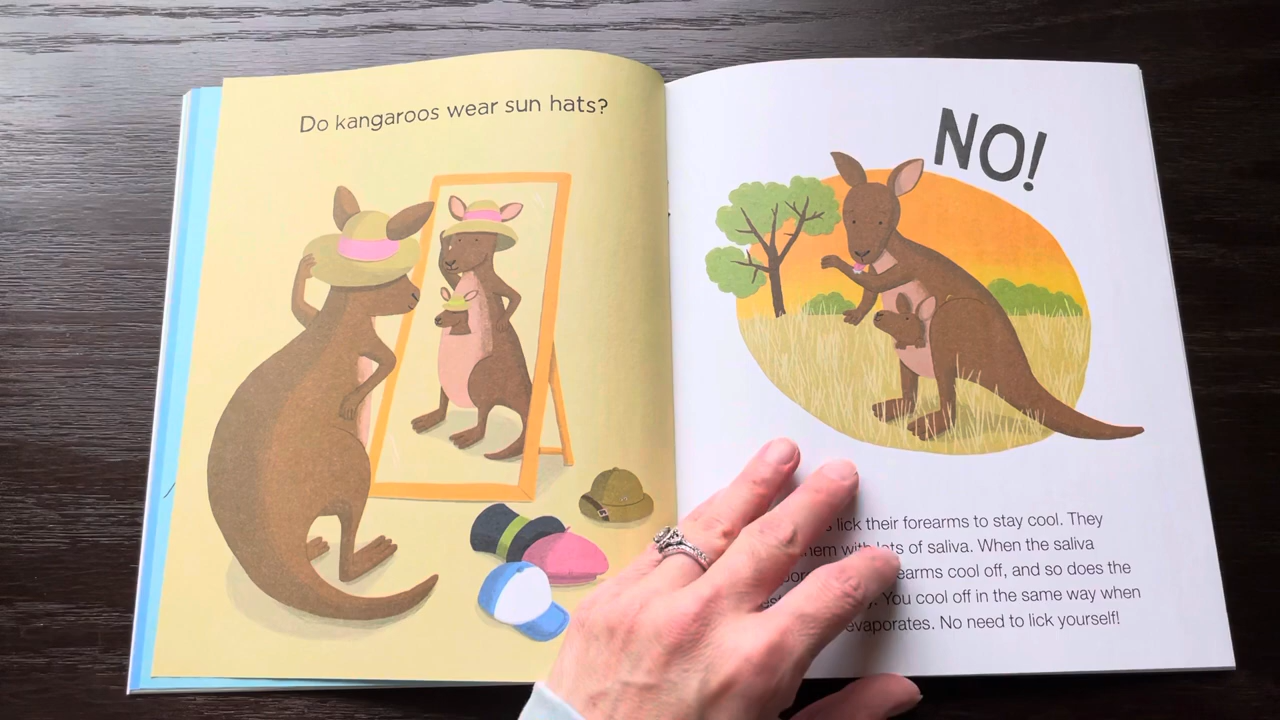 Do kangaroos wear sun hats?
NO!
lick their forearms to stay cool. They
with lots of saliva. When the saliva
cool off, and so does the
You cool off in the same way when
evaporates. No need to lick yourself!